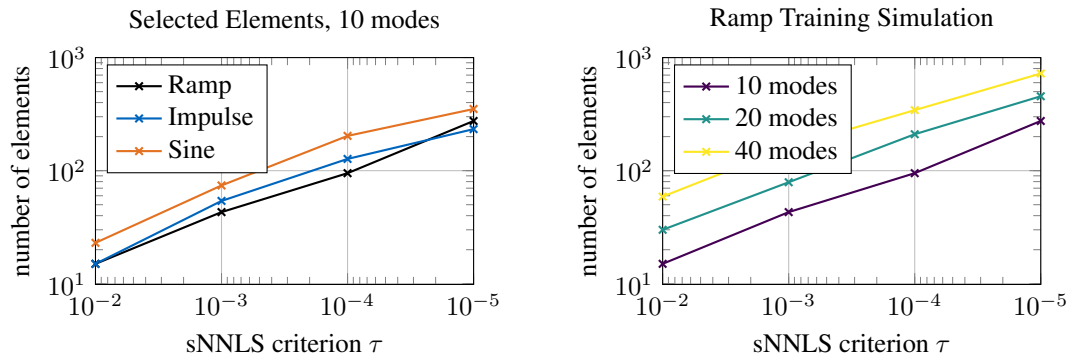 Selected Elements, 10 modes
number of elements
10^3
10^2
10^1
Ramp
Impulse
Sine
10^−2 10^−3 10^−4 10^−5
sNNLS criterion τ
Ramp Training Simulation
number of elements
10^3
10^2
10^1
10 modes
20 modes
40 modes
10^−2 10^−3 10^−4 10^−5
sNNLS criterion τ